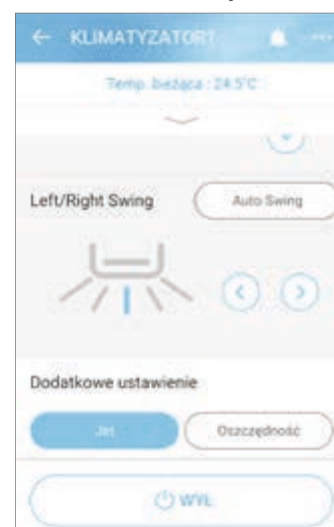 ← KLIMATYZATOR1
Temp. bieżąca : 24.5°C
Left/Right Swing
Auto Swing
Dodatkowe ustawienie
Jet
Oszczędność
WYŁ.